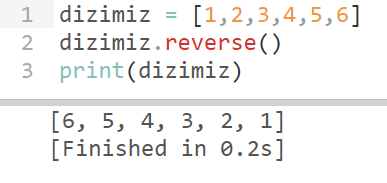 1 dizimiz = [1,2,3,4,5,6]
2 dizimiz.reverse()
3 print(dizimiz)
[6, 5, 4, 3, 2, 1]
[Finished in 0.2s]